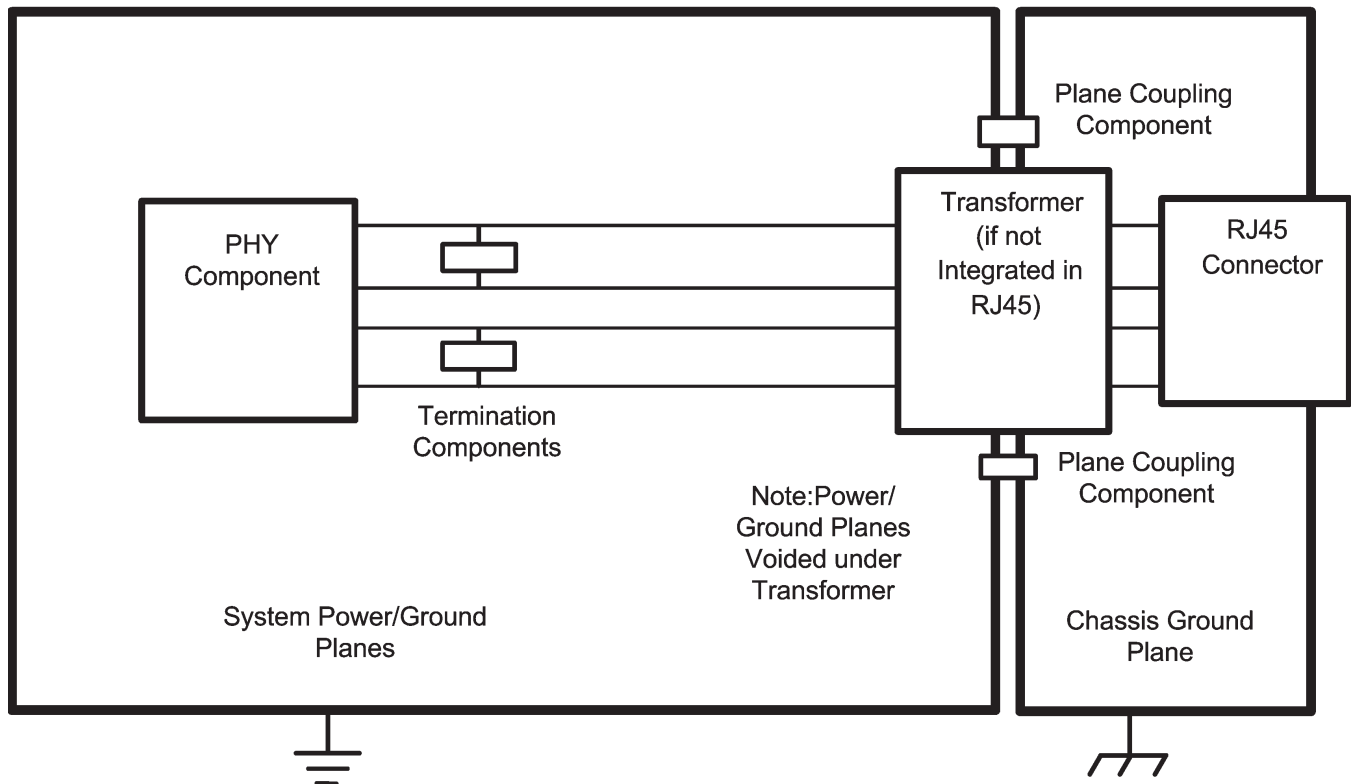 Plane Coupling
Component
PHY
Component
Transformer
(if not
Integrated in
RJ45)
RJ45
Connector
Termination
Components
Plane Coupling
Component
Note:Power/
Ground Planes
Voided under
Transformer
System Power/Ground
Planes
Chassis Ground
Plane